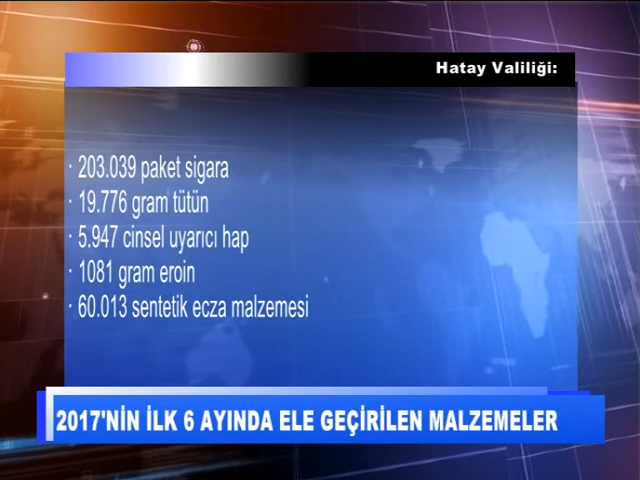 Hatay Valiliği:
· 203.039 paket sigara
· 19.776 gram tütün
· 5.947 cinsel uyarıcı hap
· 1081 gram eroin
· 60.013 sentetik ecza malzemesi
2017'NİN İLK 6 AYINDA ELE GEÇİRİLEN MALZEMELER